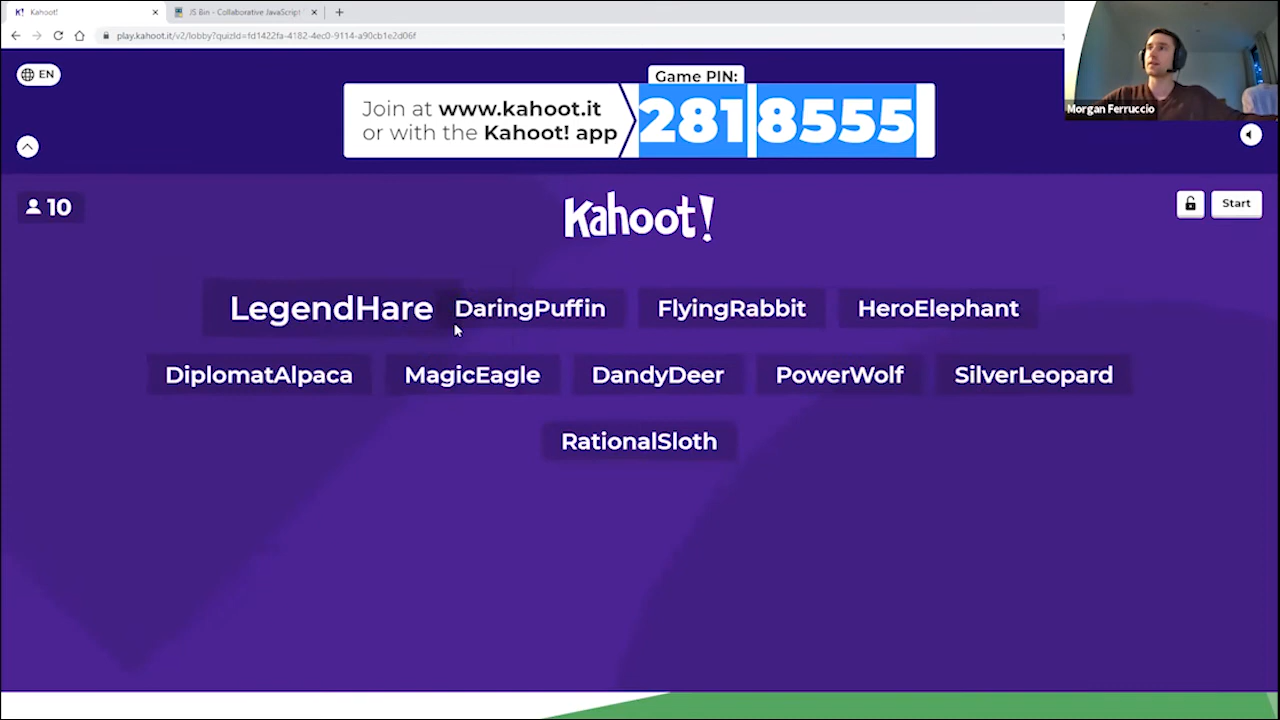 Kahoot!
JS Bin - Collaborative JavaScript
play.kahoot.it/v2/lobby?quizId=fd1422fa-4182-4ec0-9114-a90cb1e2d06f
Morgan Ferruccio
EN
Game PIN:
Join at www.kahoot.it
or with the Kahoot! app
281 8555
10
Kahoot!
Start
LegendHare DaringPuffin FlyingRabbit HeroElephant
DiplomatAlpaca MagicEagle DandyDeer PowerWolf SilverLeopard
RationalSloth